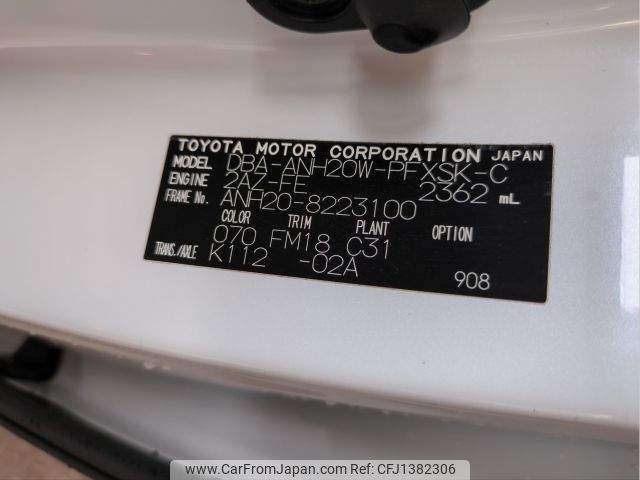 TOYOTA MOTOR CORPORATION JAPAN
MODEL DBA-ANH20W-PFXSK-C
ENGINE 2AZ-FE 2362 mL
FRAME No. ANH20-8223100
COLOR TRIM PLANT OPTION
070 FM18 C31
TRANS./AXLE K112 -02A
908
www.CarFromJapan.com - CFJ1382306